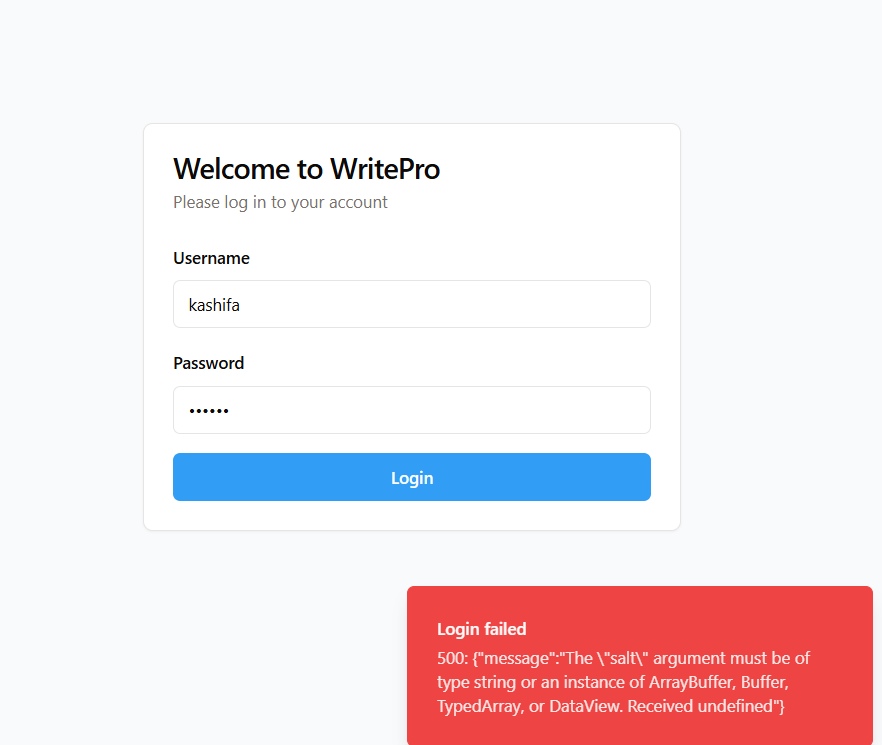 Welcome to WritePro
Please log in to your account
Username
kashifa
Password
••••••
Login
Login failed
500: {"message":"The \"salt\" argument must be of
type string or an instance of ArrayBuffer, Buffer,
TypedArray, or DataView. Received undefined"}